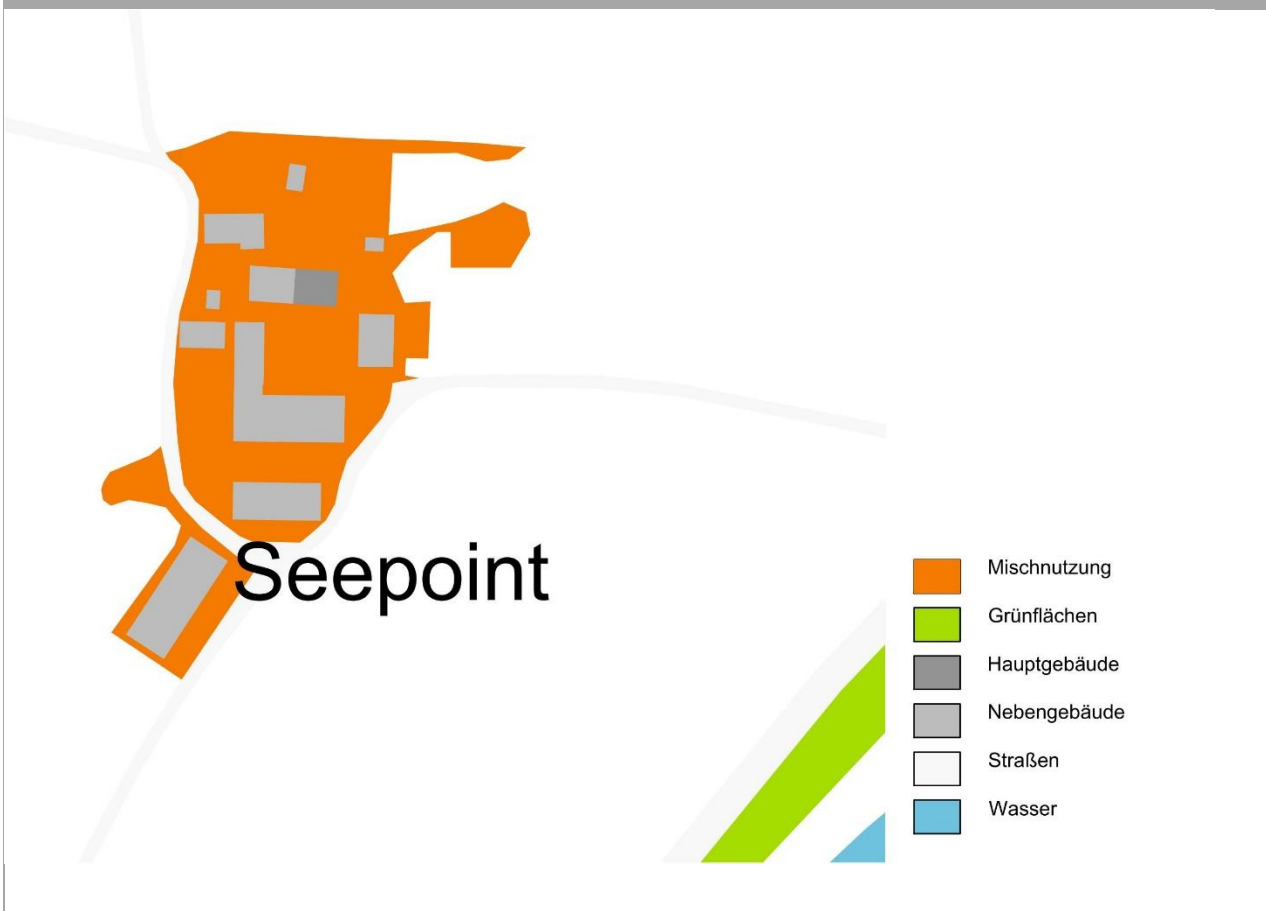 Seepoint
Mischnutzung
Grünflächen
Hauptgebäude
Nebengebäude
Straßen
Wasser